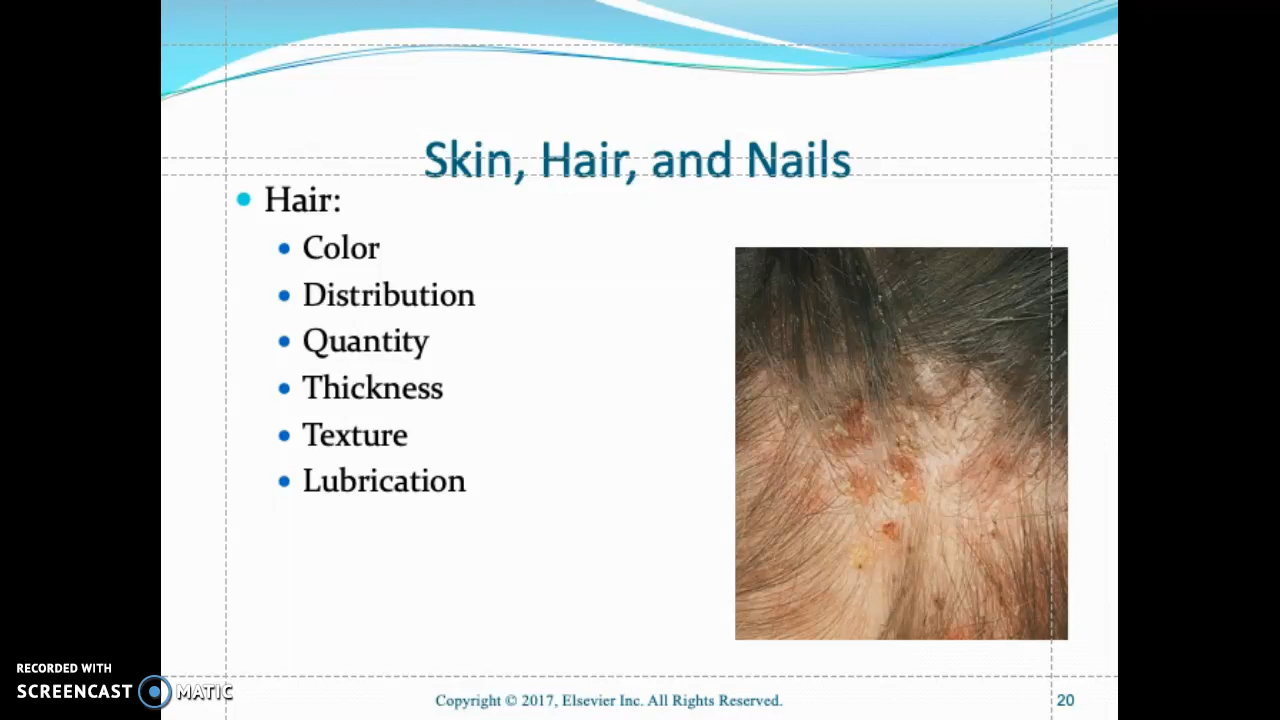 Skin, Hair, and Nails
Hair:
Color
Distribution
Quantity
Thickness
Texture
Lubrication
RECORDED WITH
SCREENCAST MATIC
Copyright © 2017, Elsevier Inc. All Rights Reserved.
20